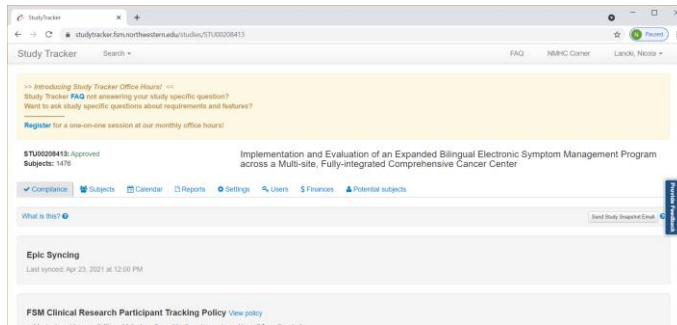 StudyTracker
studytracker.fsm.northwestern.edu/studies/STU00208413
N Paused
Study Tracker Search FAQ NMHC Corner Lancki, Nicola
>> Introducing Study Tracker Office Hours! <<
Study Tracker FAQ not answering your study specific question?
Want to ask study specific questions about requirements and features?
Register for a one-on-one session at our monthly office hours!
STU00208413: Approved
Subjects: 1476
Implementation and Evaluation of an Expanded Bilingual Electronic Symptom Management Program
across a Multi-site, Fully-integrated Comprehensive Cancer Center
Compliance Subjects Calendar Reports Settings Users $ Finances Potential subjects
Provide Feedback
What is this? Send Study Snapshot Email
Epic Syncing
Last synced: Apr 23, 2021 at 12:00 PM
FSM Clinical Research Participant Tracking Policy View policy